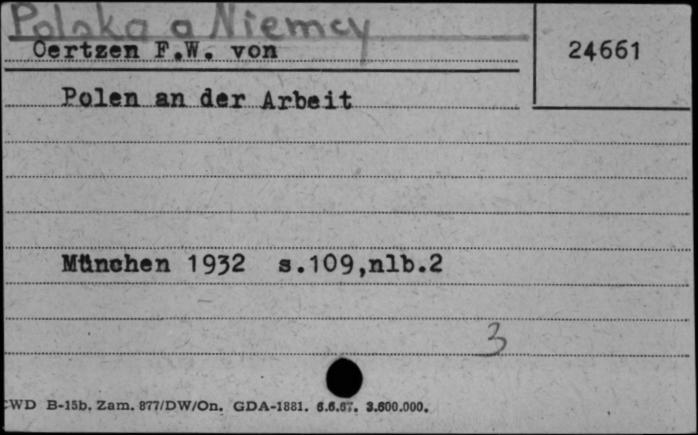 Polska a Niemcy
Oertzen F.W. von
24661
Polen an der Arbeit
München 1932 s.109,nlb.2
3
CWD B-15b. Zam. 877/DW/On. GDA-1881. 6.6.67. 3.600.000.